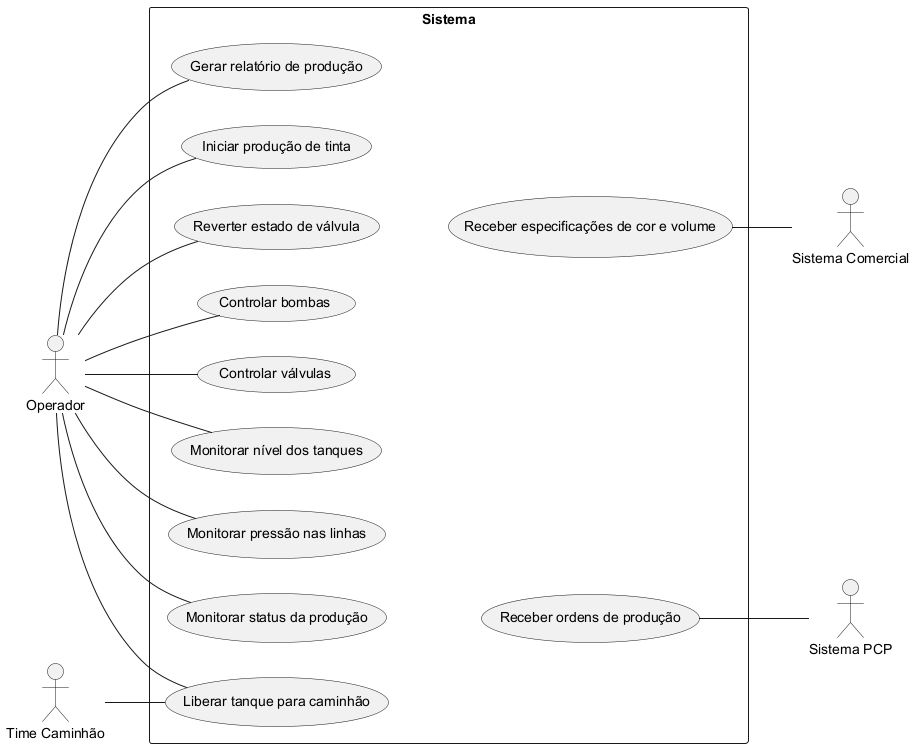 Sistema
Gerar relatório de produção
Iniciar produção de tinta
Reverter estado de válvula
Receber especificações de cor e volume
Sistema Comercial
Controlar bombas
Controlar válvulas
Operador
Monitorar nível dos tanques
Monitorar pressão nas linhas
Monitorar status da produção
Receber ordens de produção
Sistema PCP
Liberar tanque para caminhão
Time Caminhão